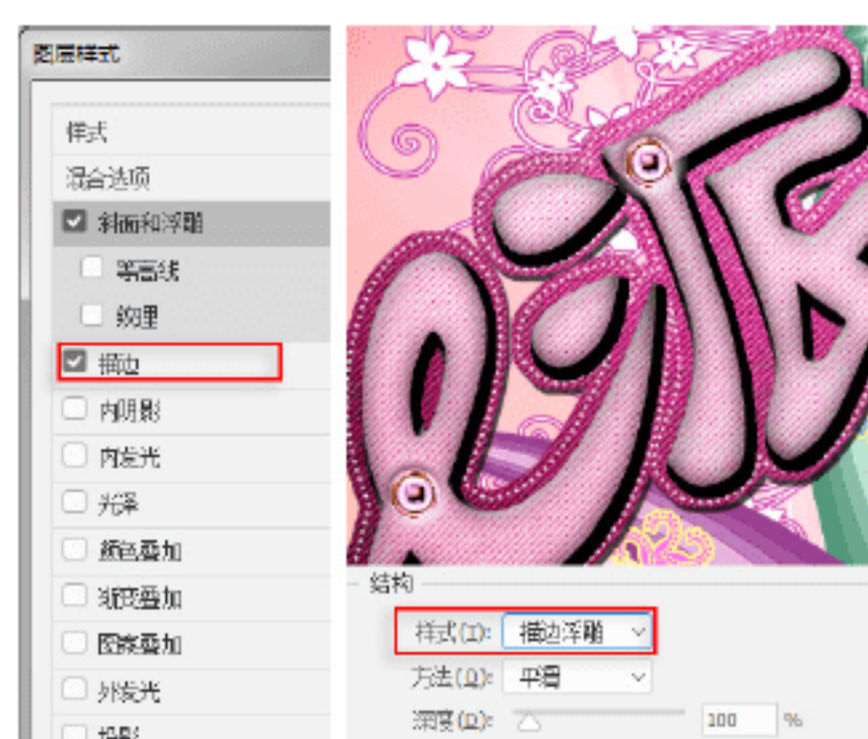 图层样式
样式
混合选项
斜面和浮雕
等高线
纹理
描边
内阴影
内发光
光泽
颜色叠加
渐变叠加
图案叠加
外发光
投影
结构
样式(T): 描边浮雕
方法(Q): 平滑
深度(D): 100 %